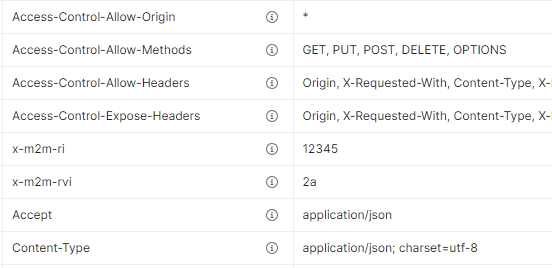 Access-Control-Allow-Origin *
Access-Control-Allow-Methods GET, PUT, POST, DELETE, OPTIONS
Access-Control-Allow-Headers Origin, X-Requested-With, Content-Type, X-
Access-Control-Expose-Headers Origin, X-Requested-With, Content-Type, X-
x-m2m-ri 12345
x-m2m-rvi 2a
Accept application/json
Content-Type application/json; charset=utf-8